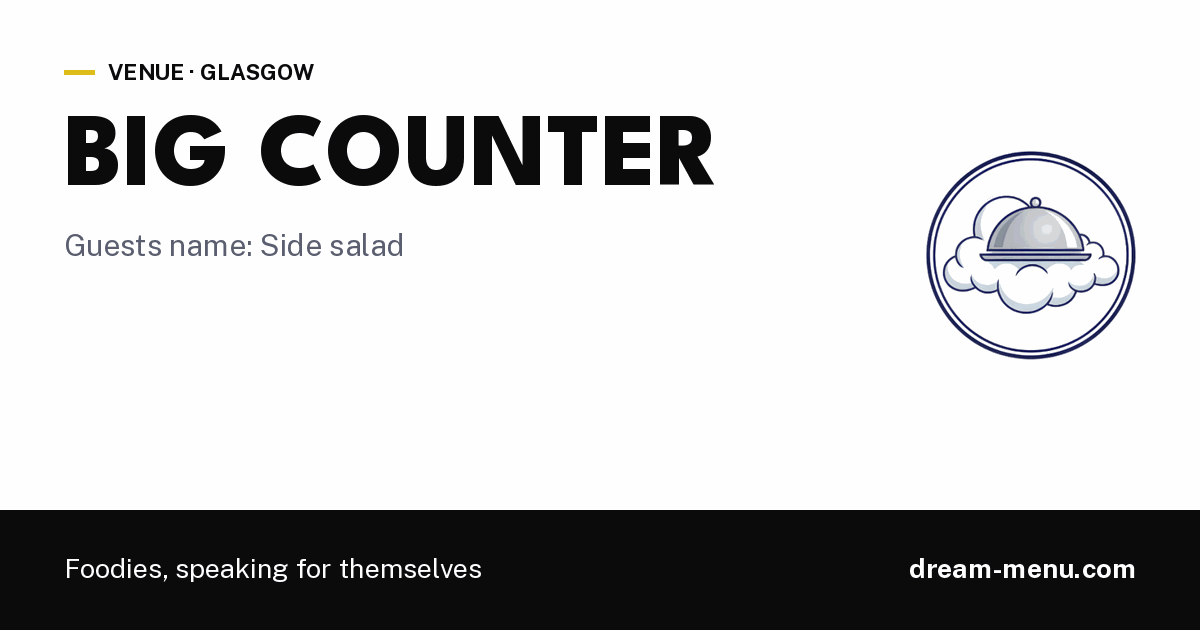 VENUE · GLASGOW
BIG COUNTER
Guests name: Side salad
Foodies, speaking for themselves
dream-menu.com